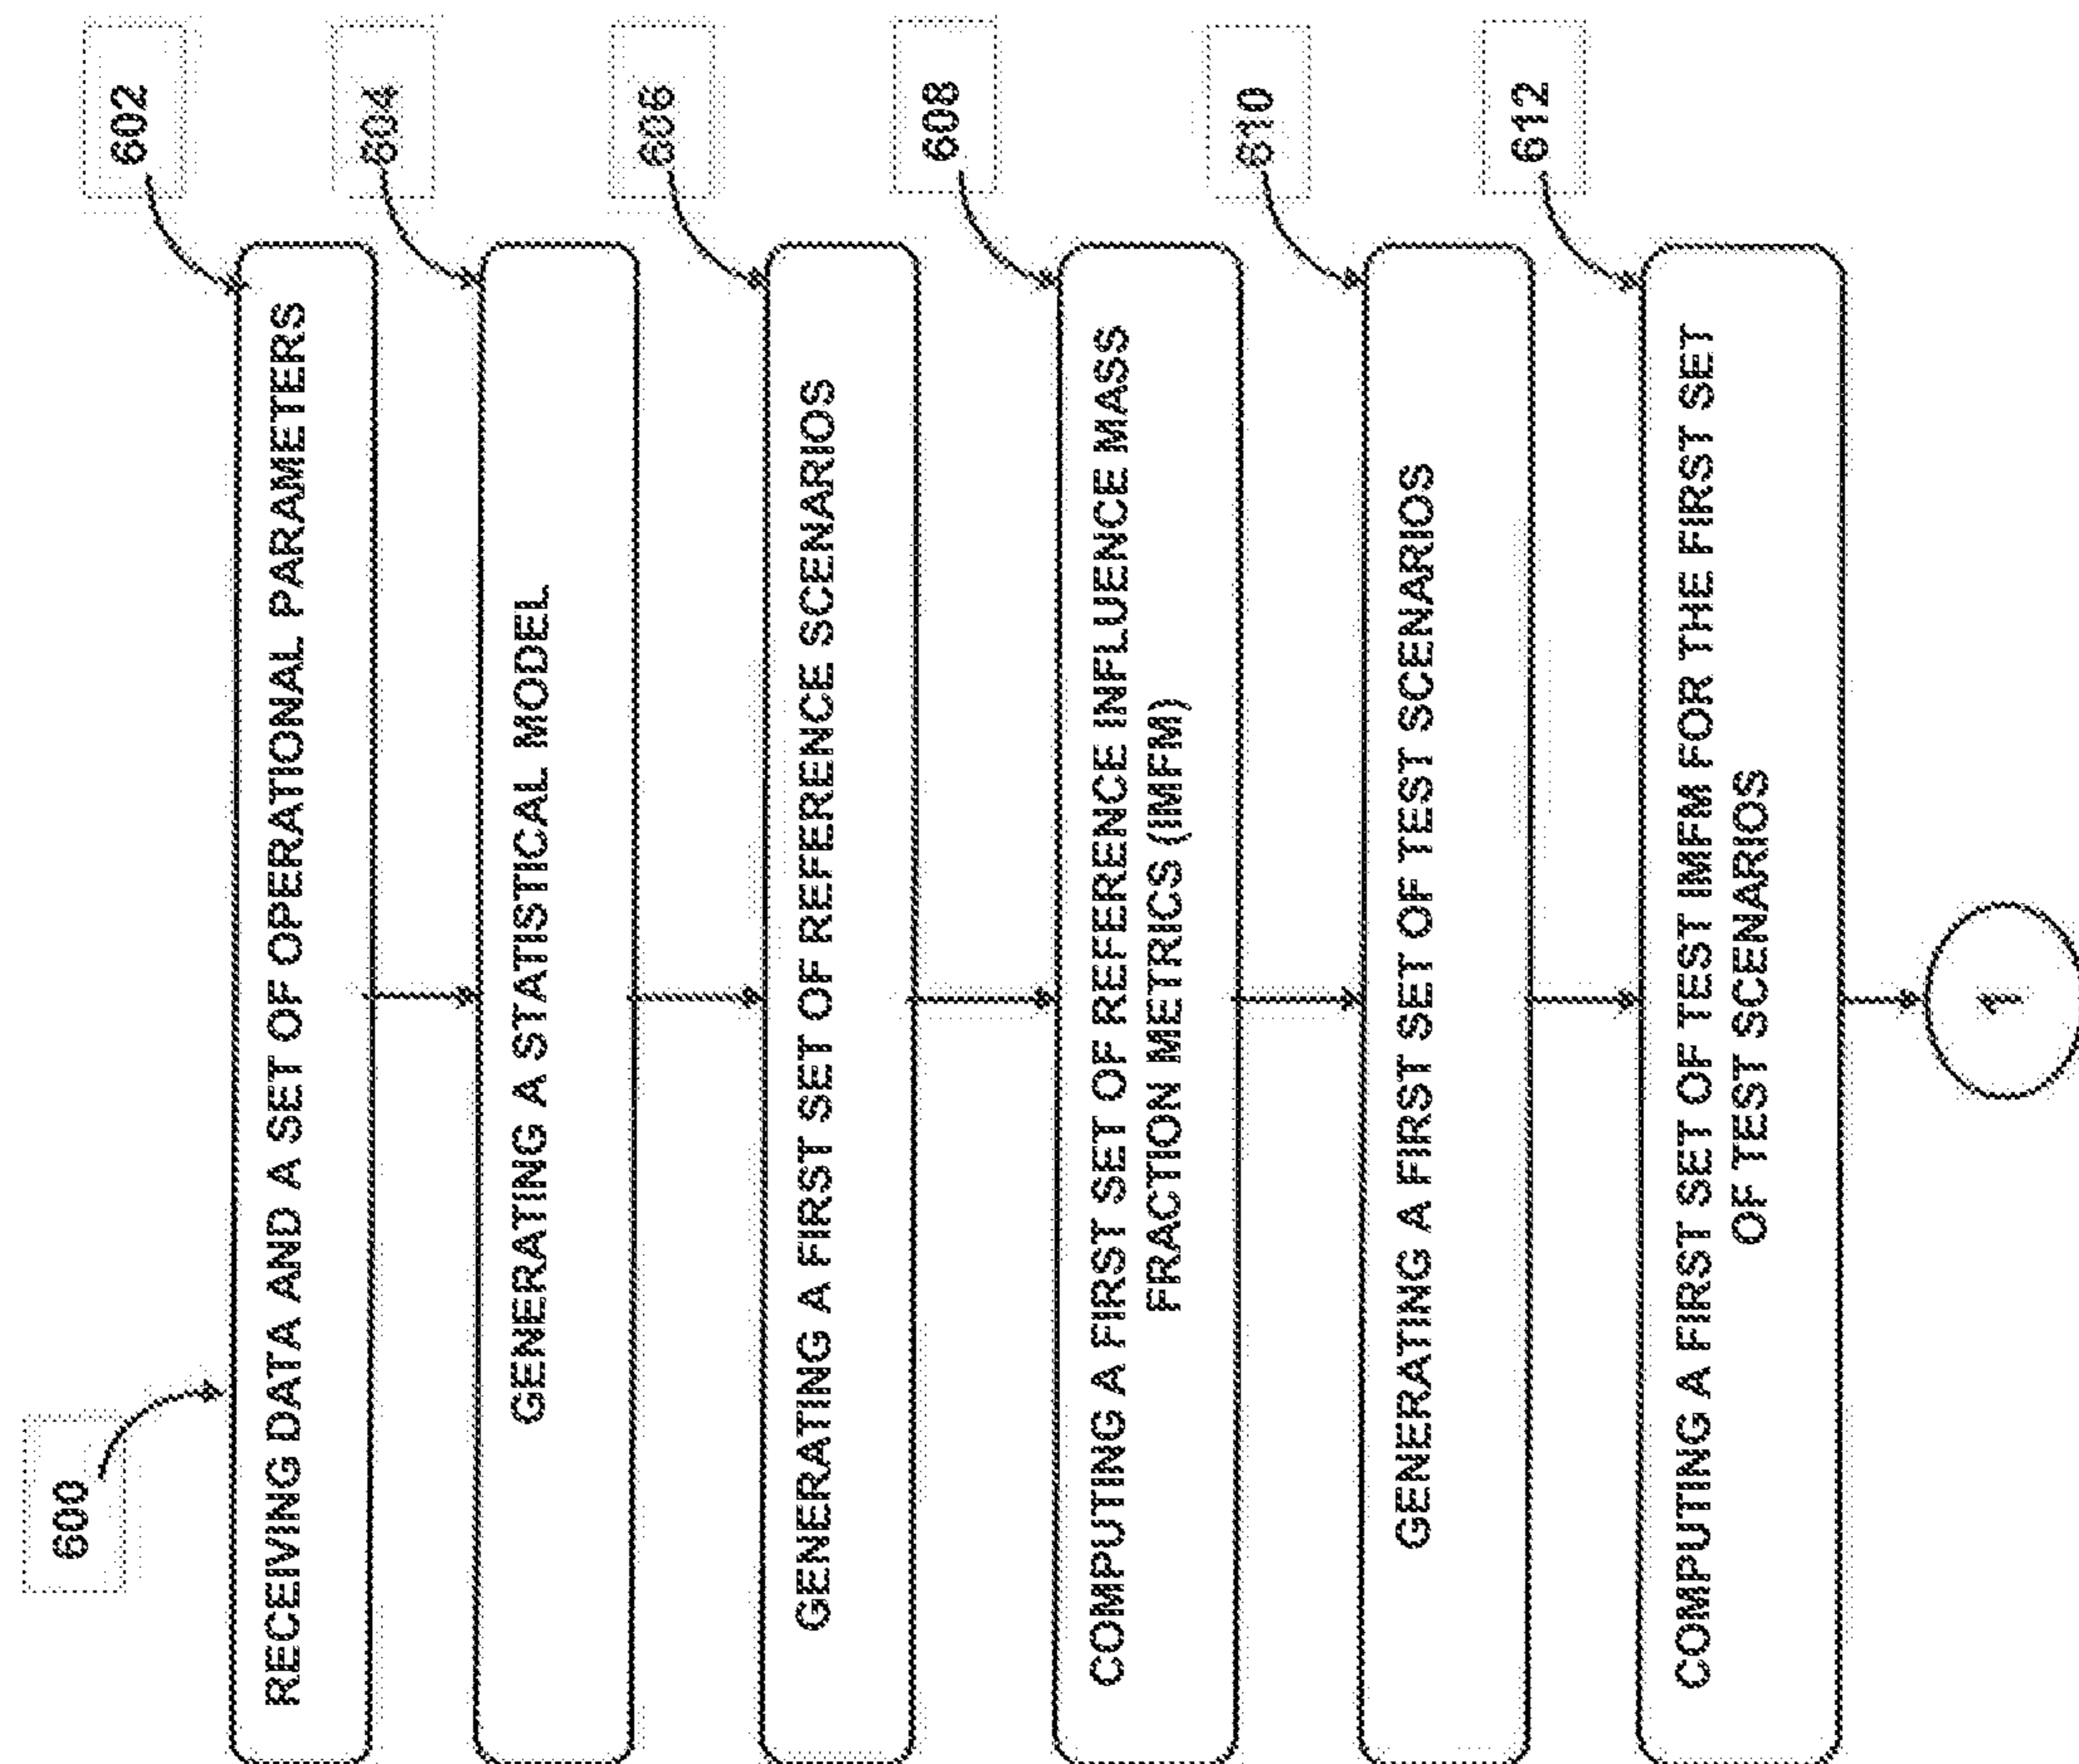 600
602
RECEIVING DATA AND A SET OF OPERATIONAL PARAMETERS
604
GENERATING A STATISTICAL MODEL
606
GENERATING A FIRST SET OF REFERENCE SCENARIOS
608
COMPUTING A FIRST SET OF REFERENCE INFLUENCE MASS
FRACTION METRICS (IMFM)
610
GENERATING A FIRST SET OF TEST SCENARIOS
612
COMPUTING A FIRST SET OF TEST IMFM FOR THE FIRST SET
OF TEST SCENARIOS
1